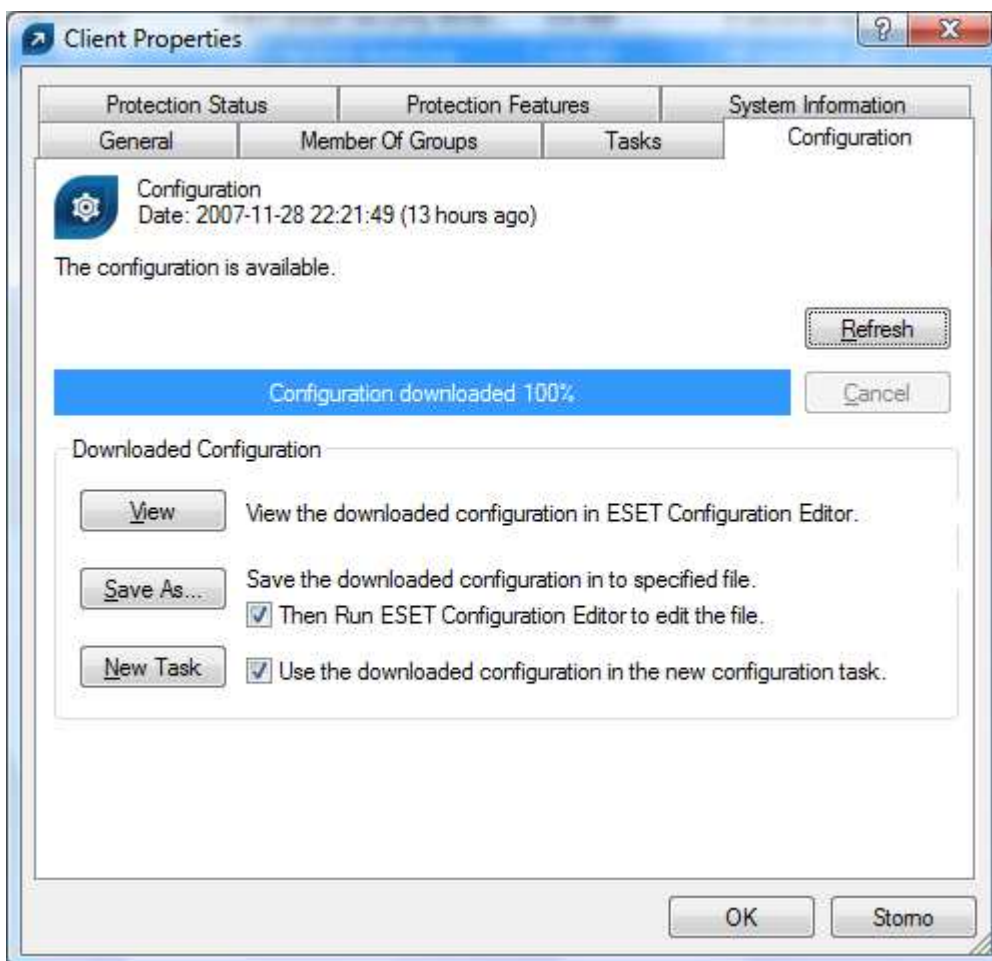 Client Properties
Protection Status Protection Features System Information
General Member Of Groups Tasks Configuration
Configuration
Date: 2007-11-28 22:21:49 (13 hours ago)
The configuration is available.
Refresh
Configuration downloaded 100% Cancel
Downloaded Configuration
View View the downloaded configuration in ESET Configuration Editor.
Save As... Save the downloaded configuration in to specified file.
Then Run ESET Configuration Editor to edit the file.
New Task Use the downloaded configuration in the new configuration task.
OK Storno